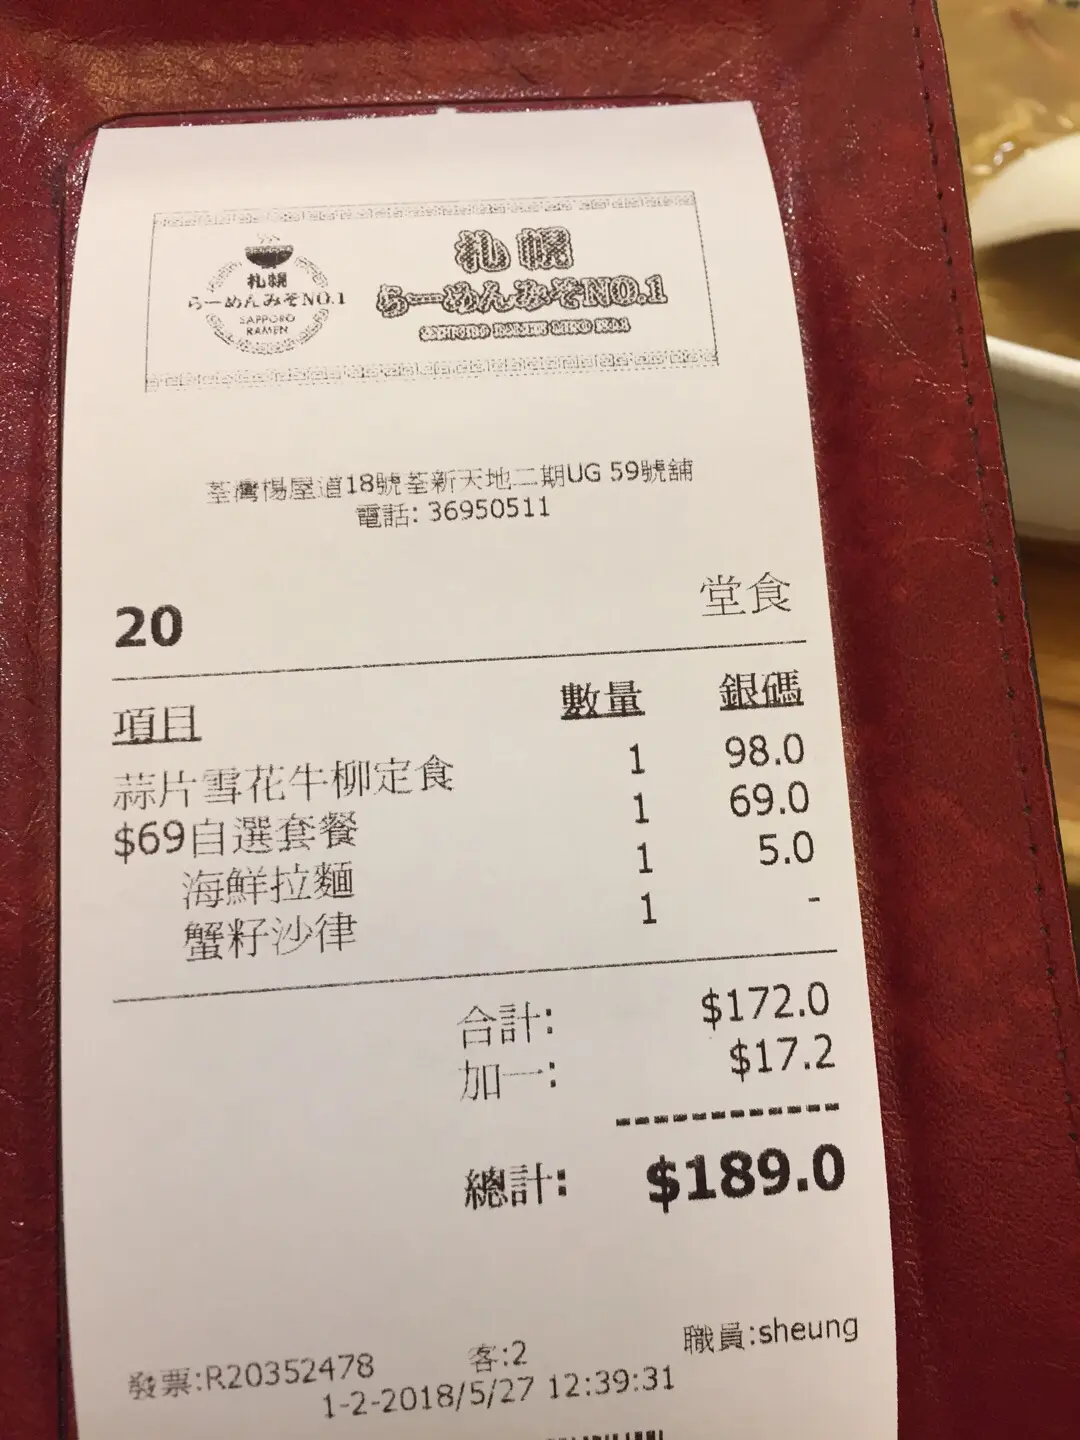 札幌
らーめんみそNO.1
SAPPORO
RAMEN
札幌
らーめんみそNO.1
SAPPORO RAMEN MISO NO.1
荃灣楊屋道18號荃新天地二期UG 59號舖
電話: 36950511
20 堂食
項目 數量 銀碼
蒜片雪花牛柳定食 1 98.0
$69自選套餐 1 69.0
海鮮拉麵 1 5.0
蟹籽沙律 1 -
合計: $172.0
加一: $17.2
總計: $189.0
發票:R20352478 客:2 職員:sheung
1-2-2018/5/27 12:39:31